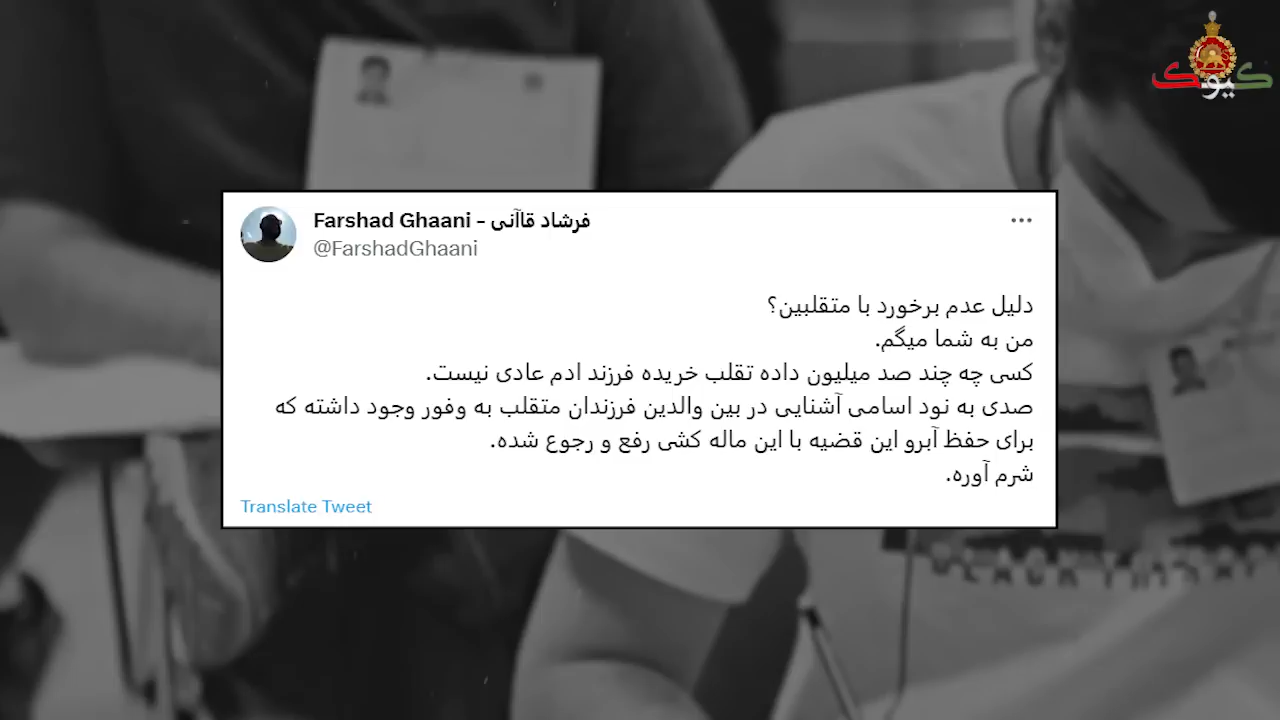 کیوک
Farshad Ghaani - فرشاد قاآنی
@FarshadGhaani
دلیل عدم برخورد با متقلبین؟
من به شما میگم.
کسی چه چند صد میلیون داده تقلب خریده فرزند ادم عادی نیست.
صدی به نود اسامی آشنایی در بین والدین فرزندان متقلب به وفور وجود داشته که
برای حفظ آبرو این قضیه با این ماله کشی رفع و رجوع شده.
شرم آوره.
Translate Tweet